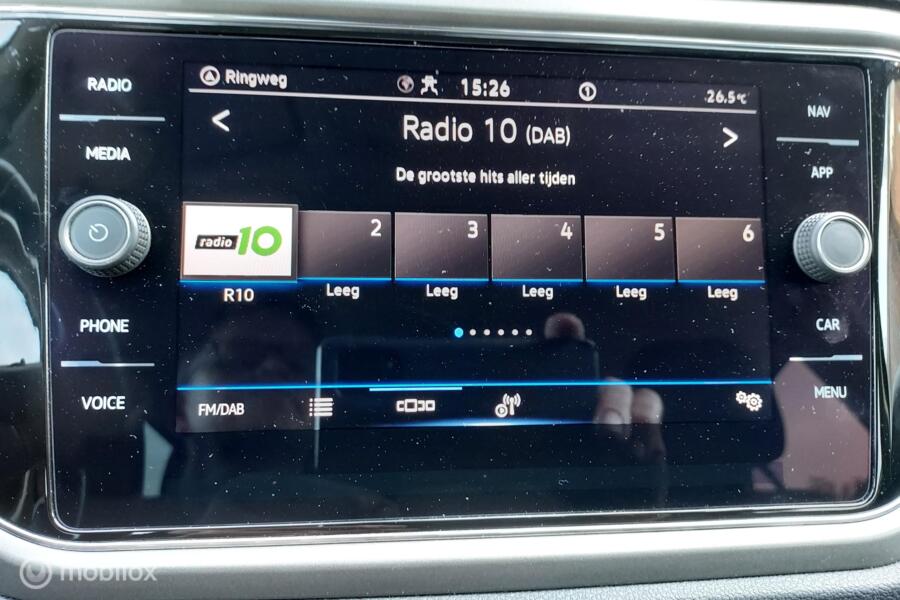 RADIO
MEDIA
PHONE
VOICE
Ringweg
15:26
1
26.5°C
<
Radio 10 (DAB)
>
De grootste hits aller tijden
radio 10
2
3
4
5
6
R10
Leeg
Leeg
Leeg
Leeg
Leeg
FM/DAB
NAV
APP
CAR
MENU
mobilox